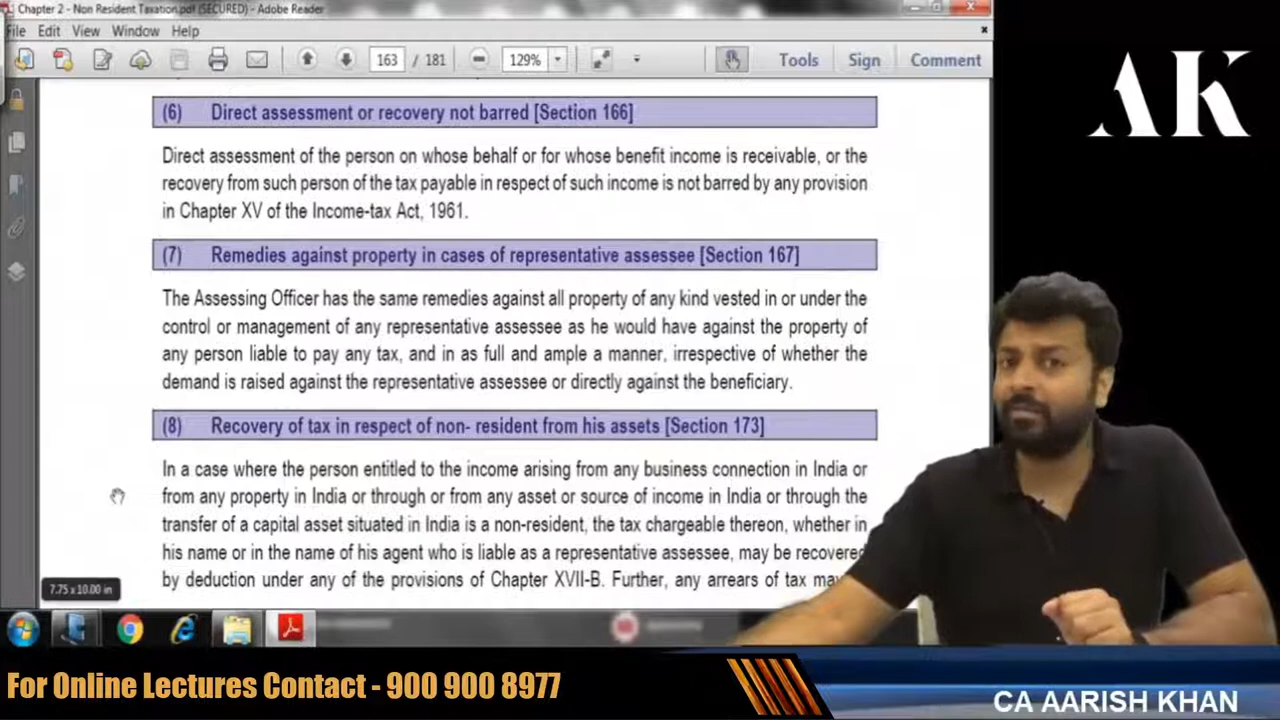 Chapter 2 - Non Resident Taxation.pdf (SECURED) - Adobe Reader
File Edit View Window Help
163 / 181 129% Tools Sign Comment
AK
(6) Direct assessment or recovery not barred [Section 166]
Direct assessment of the person on whose behalf or for whose benefit income is receivable, or the
recovery from such person of the tax payable in respect of such income is not barred by any provision
in Chapter XV of the Income-tax Act, 1961.
(7) Remedies against property in cases of representative assessee [Section 167]
The Assessing Officer has the same remedies against all property of any kind vested in or under the
control or management of any representative assessee as he would have against the property of
any person liable to pay any tax, and in as full and ample a manner, irrespective of whether the
demand is raised against the representative assessee or directly against the beneficiary.
(8) Recovery of tax in respect of non- resident from his assets [Section 173]
In a case where the person entitled to the income arising from any business connection in India or
from any property in India or through or from any asset or source of income in India or through the
transfer of a capital asset situated in India is a non-resident, the tax chargeable thereon, whether in
his name or in the name of his agent who is liable as a representative assessee, may be recovered
by deduction under any of the provisions of Chapter XVII-B. Further, any arrears of tax
7.75 x 10.00 in
For Online Lectures Contact - 900 900 8977
CA AARISH KHAN